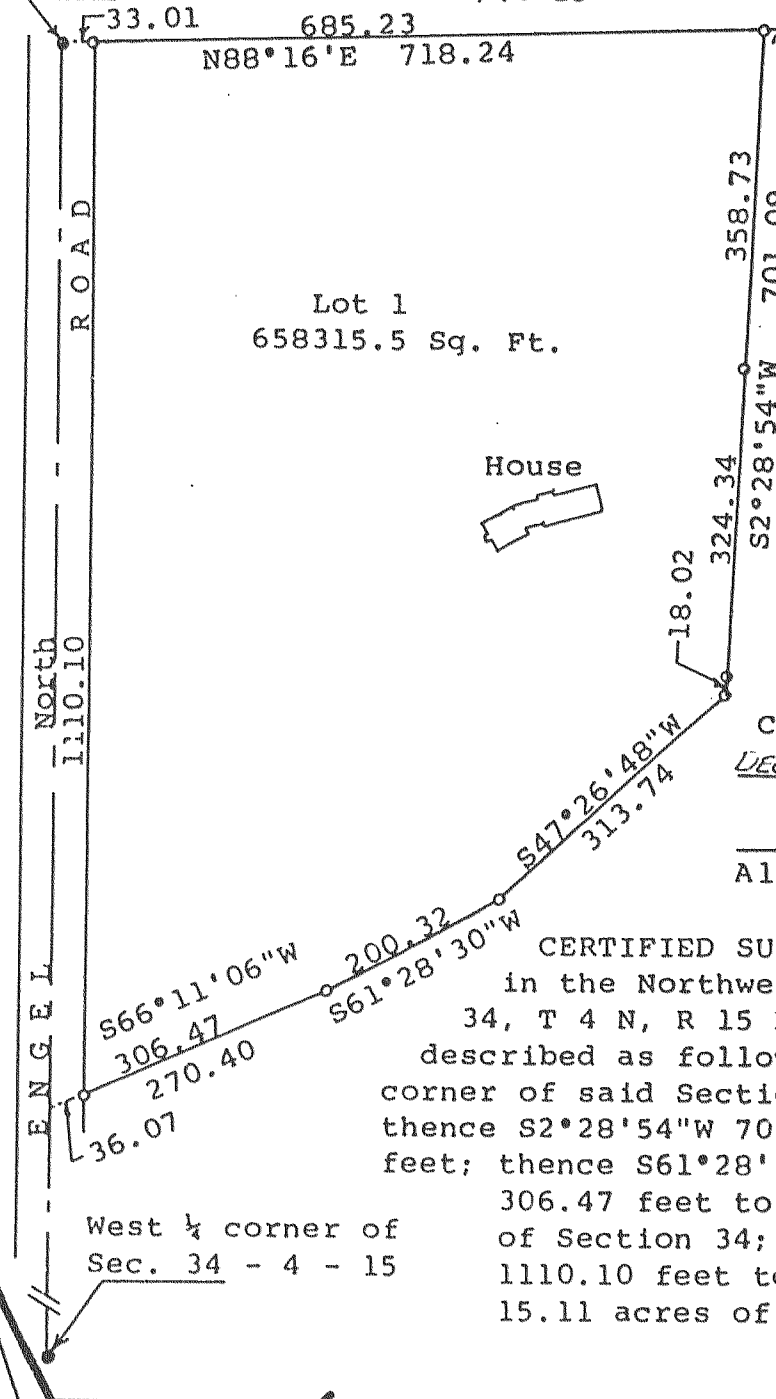 33.01
685.23
N88°16'E 718.24
358.73
ROAD
S2°28'54"W 701.09
Lot 1
658315.5 Sq. Ft.
House
324.34
18.02
North
1110.10
S47°26'48"W
313.74
200.32
S61°28'30"W
S66°11'06"W
306.47
270.40
36.07
ENGEL
West ¼ corner of
Sec. 34 - 4 - 15
CERTIFIED SU
in the Northwe
34, T 4 N, R 15
described as follo
corner of said Secti
thence S2°28'54"W 70
feet; thence S61°28'
306.47 feet to
of Section 34;
1110.10 feet to
15.11 acres of